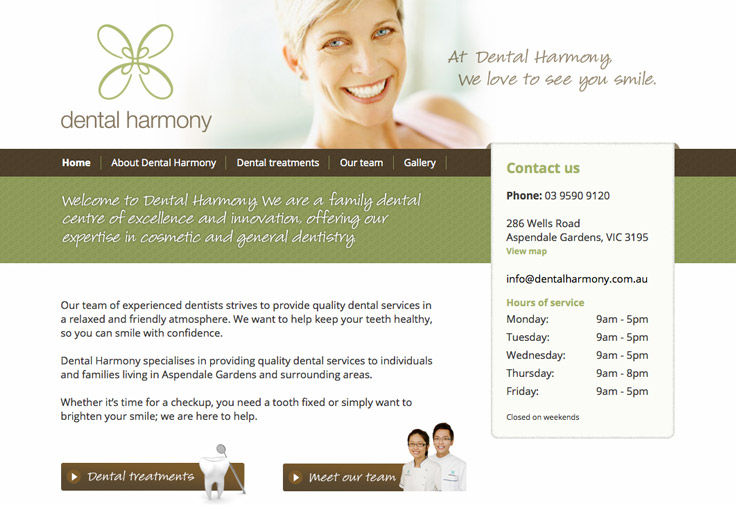 At Dental Harmony,
We love to see you smile.
dental harmony
Home
About Dental Harmony
Dental treatments
Our team
Gallery
Welcome to Dental Harmony. We are a family dental
centre of excellence and innovation, offering our
expertise in cosmetic and general dentistry.
Contact us
Phone: 03 9590 9120
286 Wells Road
Aspendale Gardens, VIC 3195
View map
info@dentalharmony.com.au
Hours of service
Monday: 9am - 5pm
Tuesday: 9am - 5pm
Wednesday: 9am - 5pm
Thursday: 9am - 8pm
Friday: 9am - 5pm
Closed on weekends
Our team of experienced dentists strives to provide quality dental services in
a relaxed and friendly atmosphere. We want to help keep your teeth healthy,
so you can smile with confidence.
Dental Harmony specialises in providing quality dental services to individuals
and families living in Aspendale Gardens and surrounding areas.
Whether it's time for a checkup, you need a tooth fixed or simply want to
brighten your smile; we are here to help.
Dental treatments
Meet our team